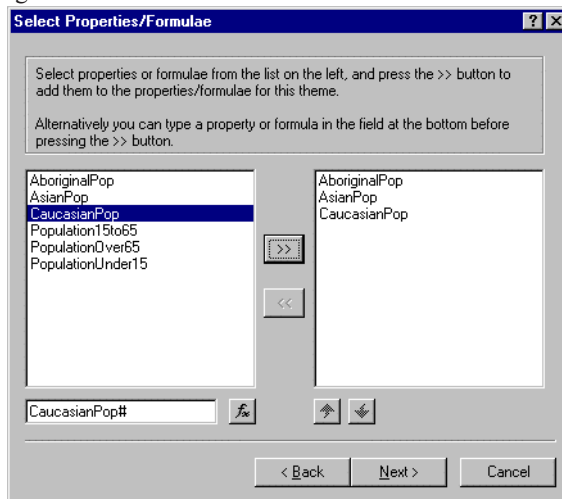 Select Properties/Formulae
Select properties or formulae from the list on the left, and press the >> button to
add them to the properties/formulae for this theme.
Alternatively you can type a property or formula in the field at the bottom before
pressing the >> button.
AboriginalPop
AsianPop
CaucasianPop
Population15to65
PopulationOver65
PopulationUnder15
>>
<<
AboriginalPop
AsianPop
CaucasianPop
CaucasianPop#
fx
< Back
Next >
Cancel